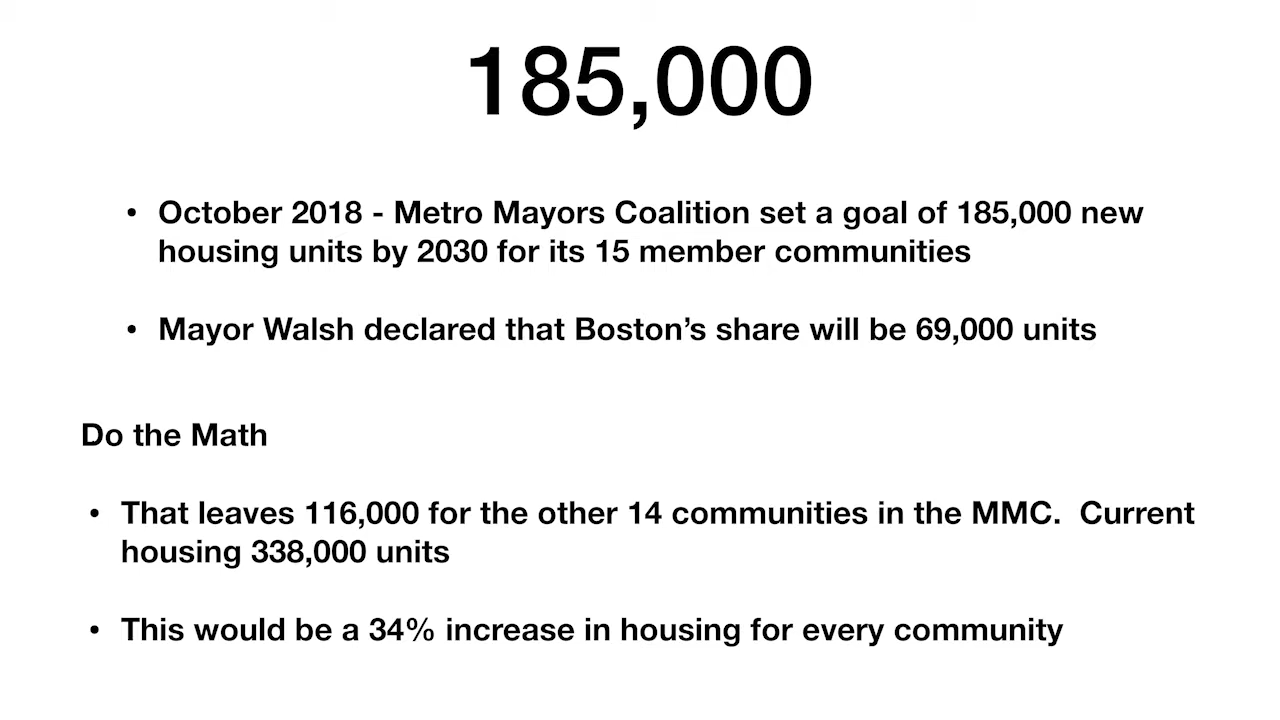 185,000
• October 2018 - Metro Mayors Coalition set a goal of 185,000 new
housing units by 2030 for its 15 member communities
• Mayor Walsh declared that Boston’s share will be 69,000 units
Do the Math
• That leaves 116,000 for the other 14 communities in the MMC.  Current
housing 338,000 units
• This would be a 34% increase in housing for every community